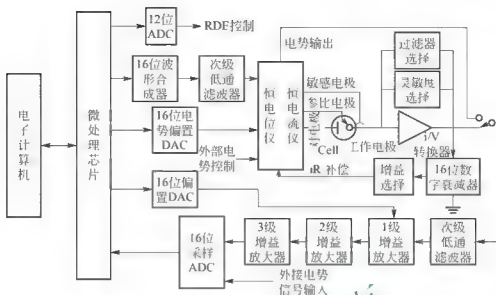 12位
ADC
RDF控制
电势输出
过滤器
选择
16位波
形合
成器
次级
低通
滤波器
恒电位仪
恒电流仪
敏感电极
参比电极
对电极
灵敏度
选择
电子计算机
微处理芯片
16位电
势偏置
DAC
Cell
工作电极
i/V
转换器
外部电
势控制
iR 补偿
增益
选择
16位数
字衰减器
16位偏
置DAC
16位
采样
ADC
3级
增益
放大器
2级
增益
放大器
1级
增益
放大器
次级
低通
滤波器
外接电势
信号输入